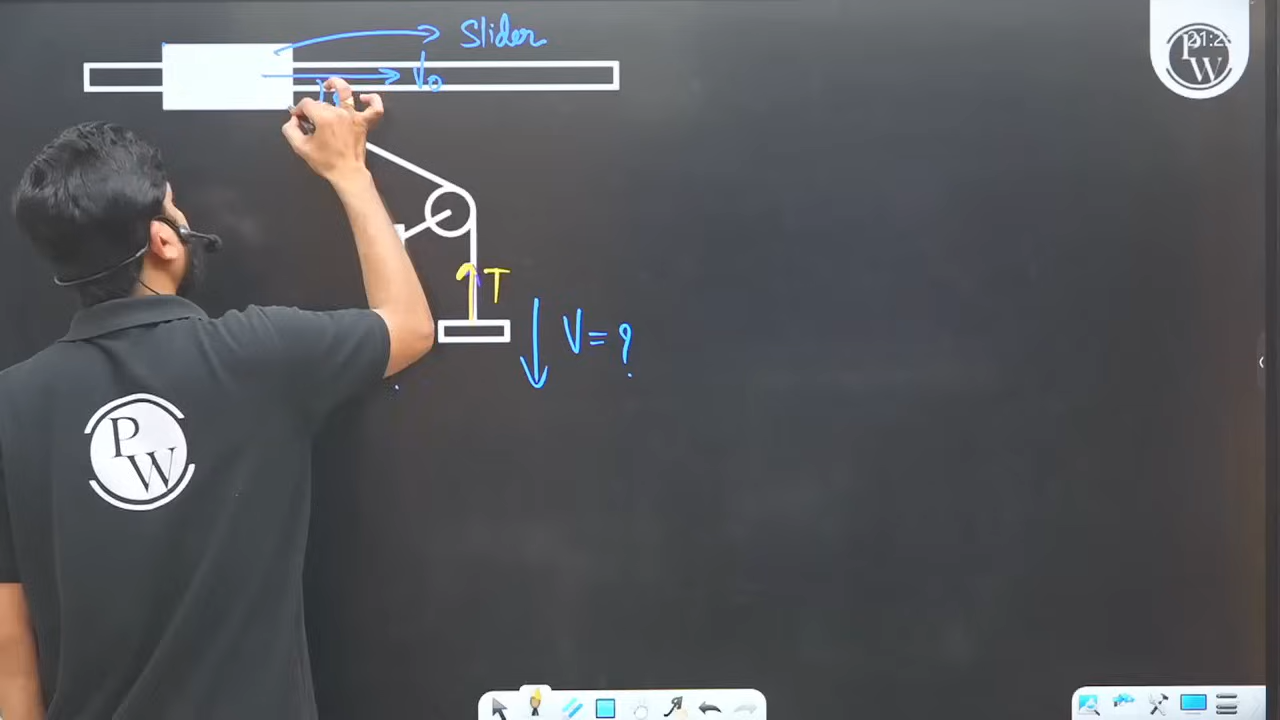 Slider
V₀
T
V = ?
P
W
P
W